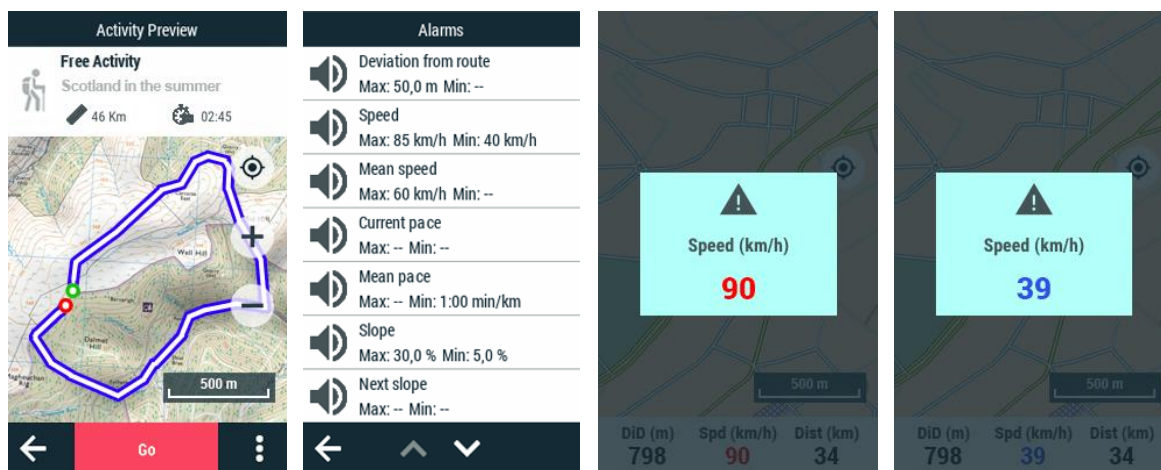 Activity Preview
Free Activity
Scotland in the summer
46 Km 02:45
Well Hill
Dalmet
Hill
500 m
Go
Alarms
Deviation from route
Max: 50,0 m Min: --
Speed
Max: 85 km/h Min: 40 km/h
Mean speed
Max: 60 km/h Min: --
Current pace
Max: -- Min: --
Mean pace
Max: -- Min: 1:00 min/km
Slope
Max: 30,0 % Min: 5,0 %
Next slope
Max: -- Min: --
Speed (km/h)
90
500 m
DiD (m) Spd (km/h) Dist (km)
798 90 34
Speed (km/h)
39
500 m
DiD (m) Spd (km/h) Dist (km)
798 39 34